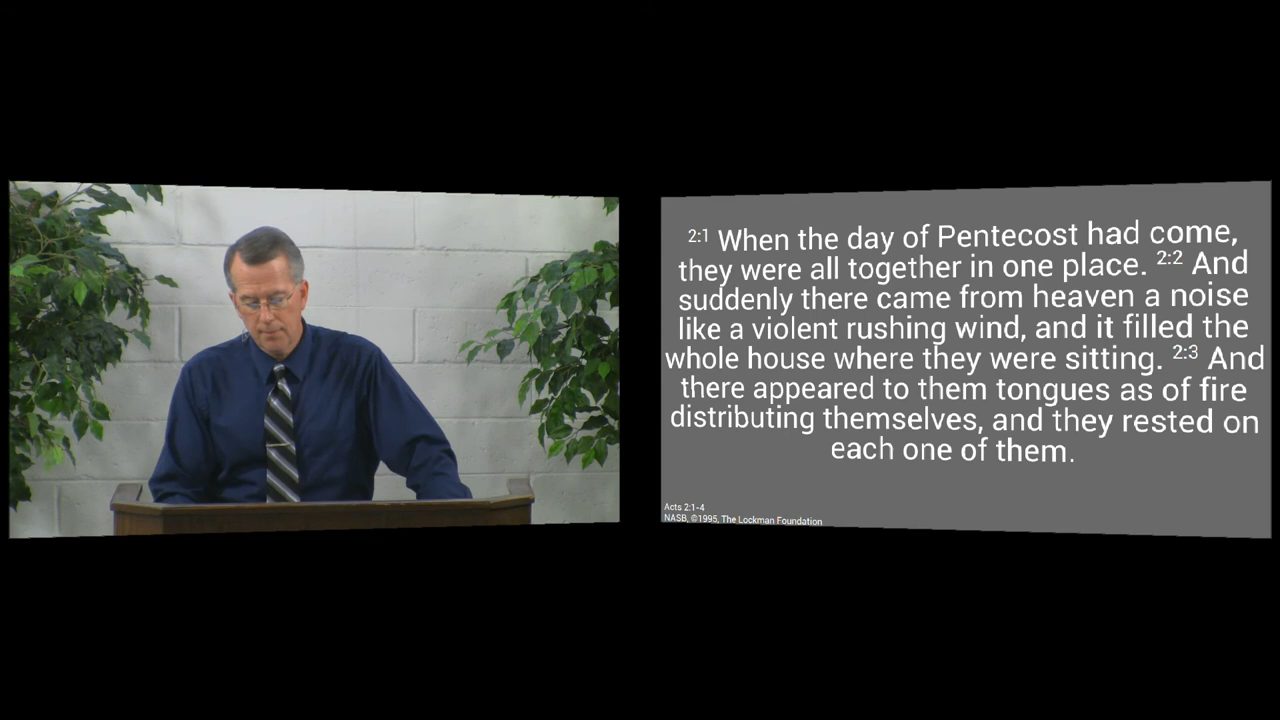 2:1 When the day of Pentecost had come,
they were all together in one place. 2:2 And
suddenly there came from heaven a noise
like a violent rushing wind, and it filled the
whole house where they were sitting. 2:3 And
there appeared to them tongues as of fire
distributing themselves, and they rested on
each one of them.
Acts 2:1-4
NASB, ©1995, The Lockman Foundation